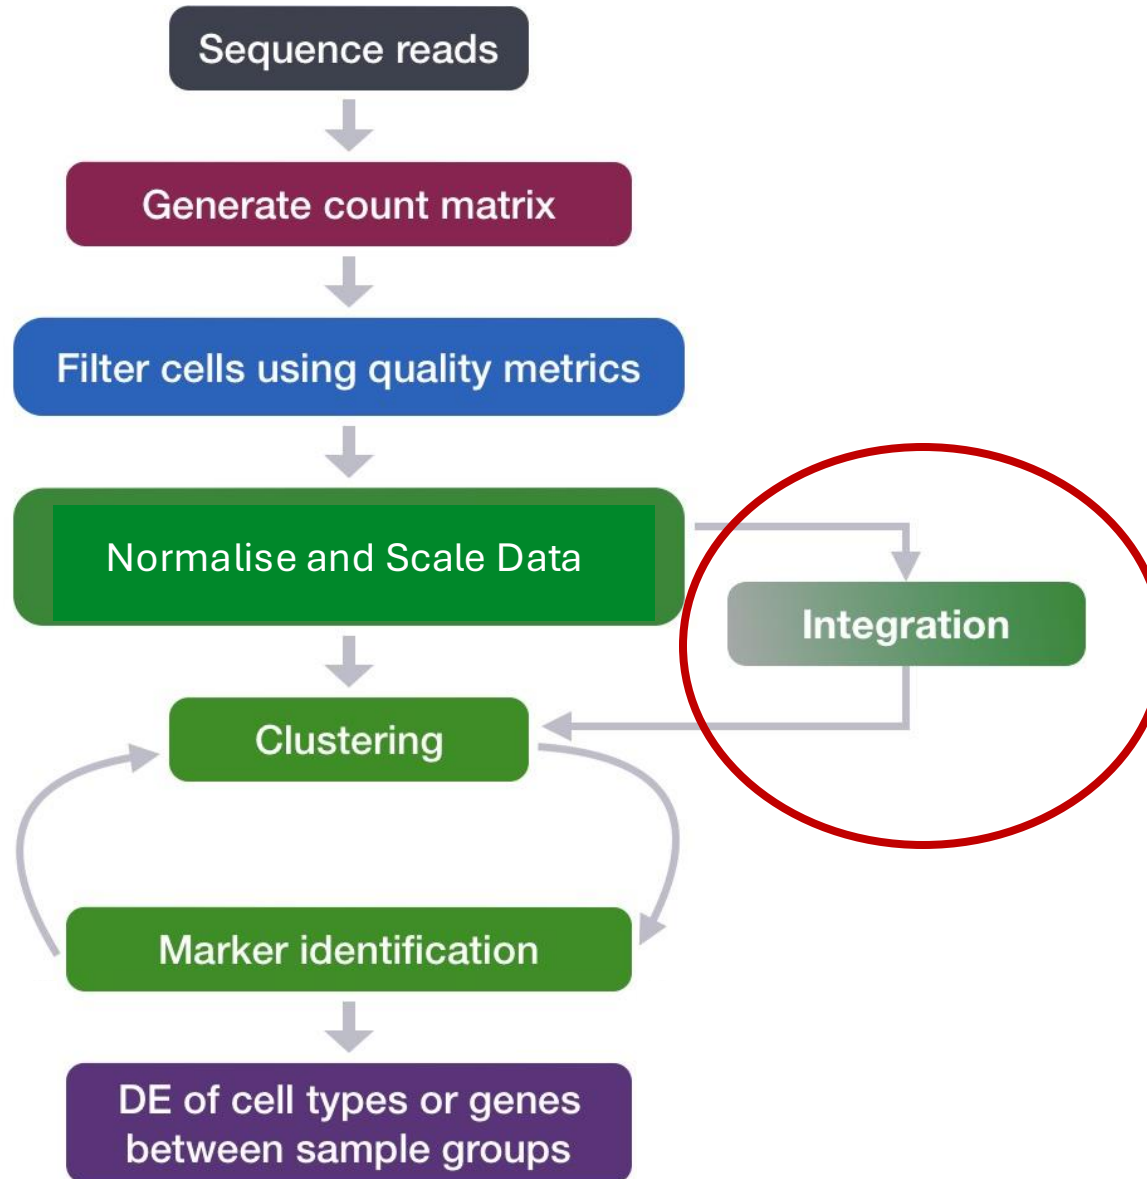 Sequence reads
Generate count matrix
Filter cells using quality metrics
Normalise and Scale Data
Integration
Clustering
Marker identification
DE of cell types or genes
between sample groups